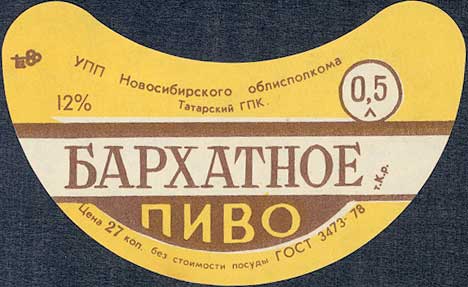 УПП Новосибирского облисполкома
Татарский ГПК.
12%
0,5 л
БАРХАТНОЕ
т.К.р.
ПИВО
Цена 27 коп. без стоимости посуды ГОСТ 3473-78